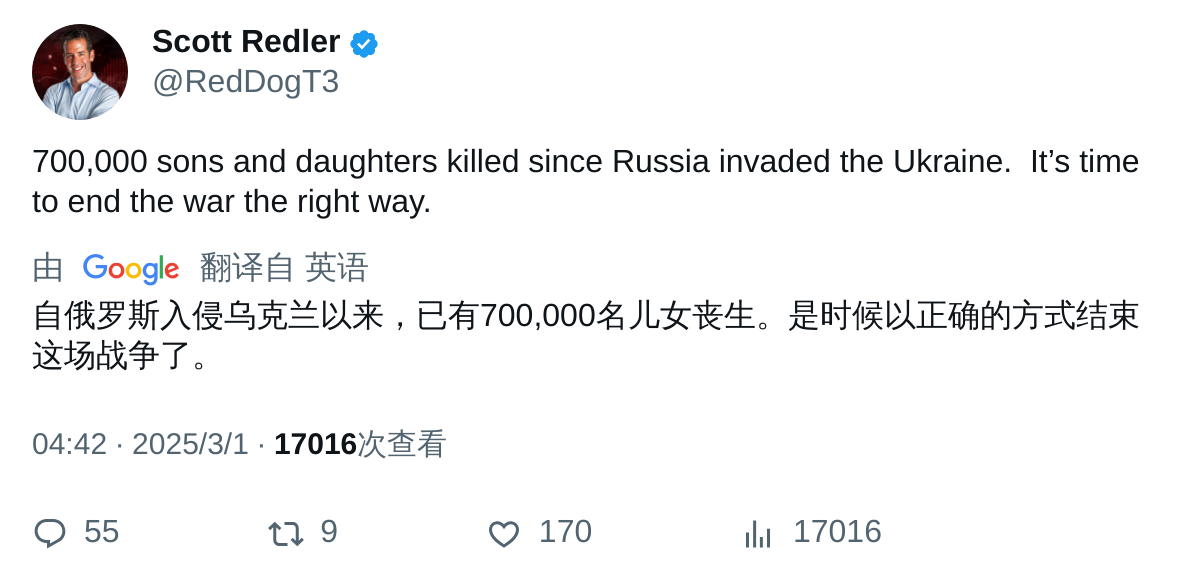 Scott Redler
@RedDogT3
700,000 sons and daughters killed since Russia invaded the Ukraine.  It’s time
to end the war the right way.
由 Google 翻译自 英语
自俄罗斯入侵乌克兰以来，已有700,000名儿女丧生。是时候以正确的方式结束
这场战争了。
04:42 · 2025/3/1 · 17016次查看
55 9 170 17016